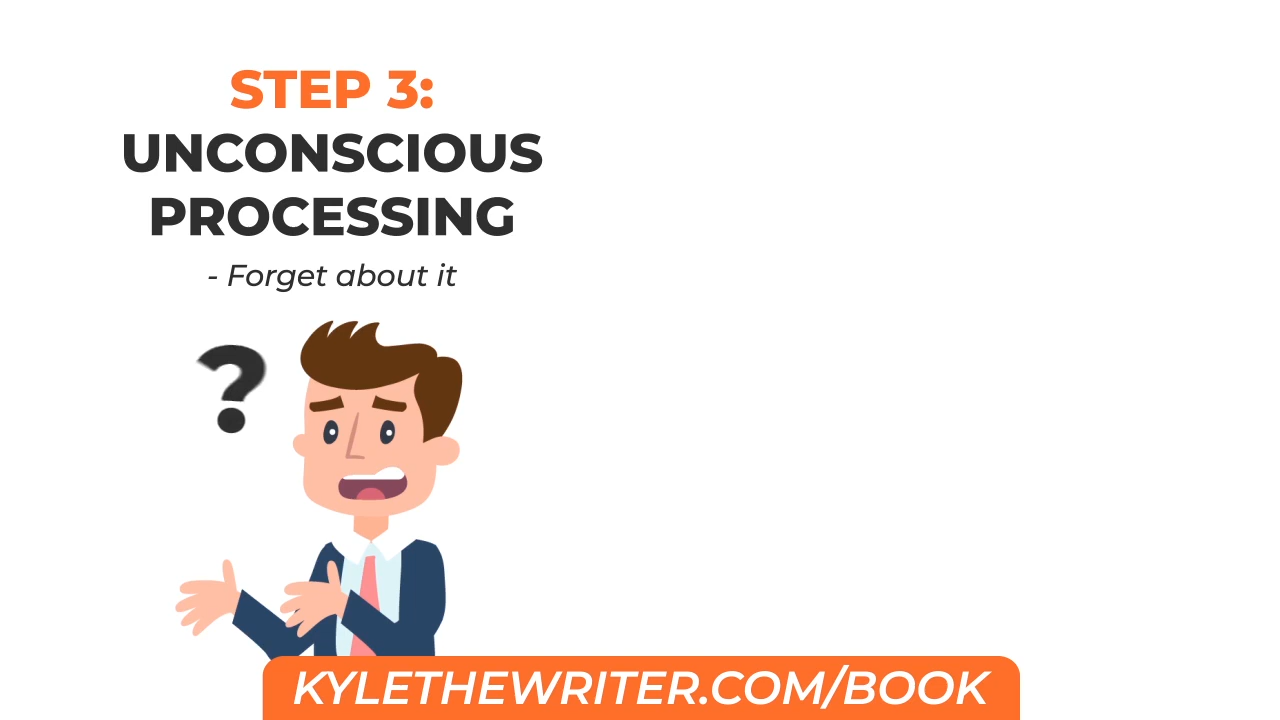 STEP 3:
UNCONSCIOUS
PROCESSING
- Forget about it
?
KYLETHEWRITER.COM/BOOK